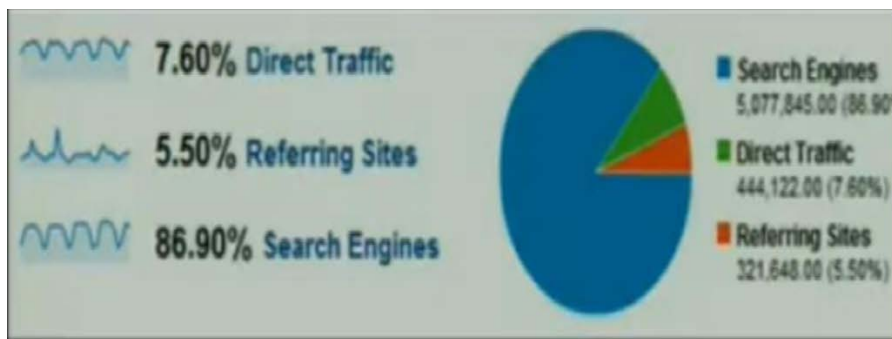 7.60% Direct Traffic
5.50% Referring Sites
86.90% Search Engines
Search Engines
5,077,845.00 (86.90%
Direct Traffic
444,122.00 (7.60%)
Referring Sites
321,648.00 (5.50%)